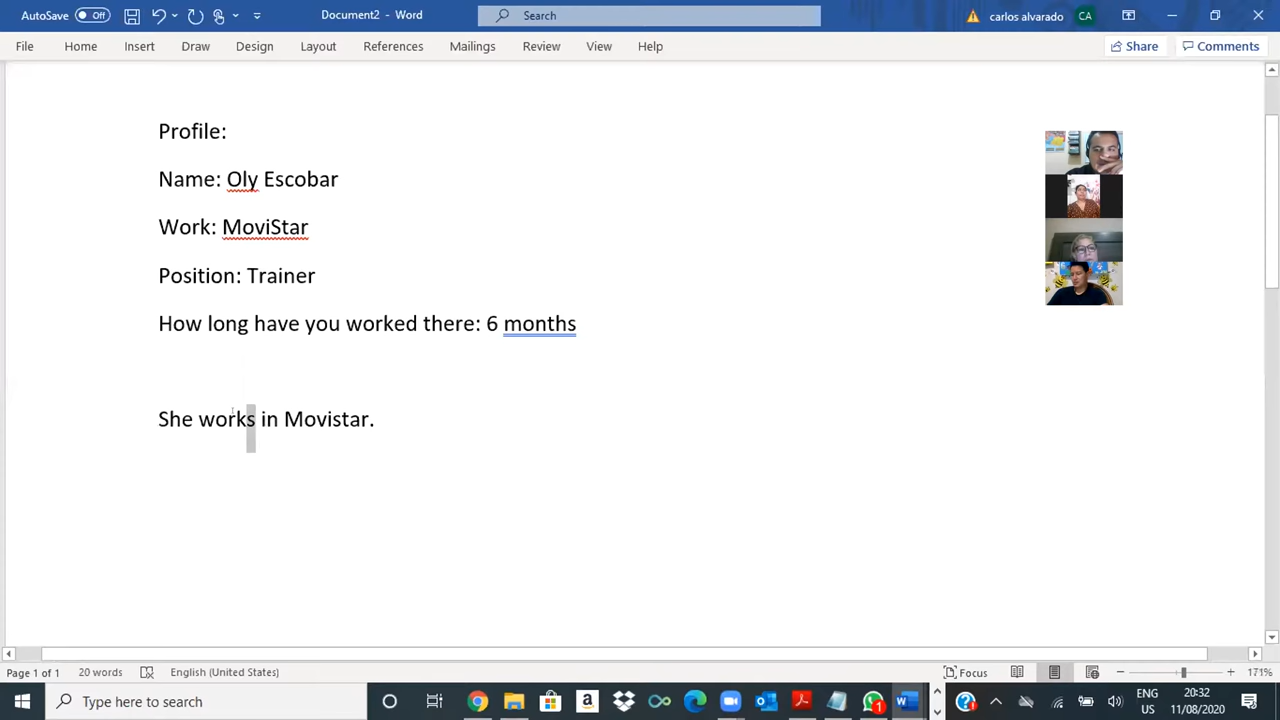 AutoSave Off Document2 - Word Search carlos alvarado CA
File Home Insert Draw Design Layout References Mailings Review View Help Share Comments
Profile:
Name: Oly Escobar
Work: MoviStar
Position: Trainer
How long have you worked there: 6 months
She works in Movistar.
Page 1 of 1 20 words English (United States) Focus 171%
Type here to search a 1 1 ENG 20:32
US 11/08/2020